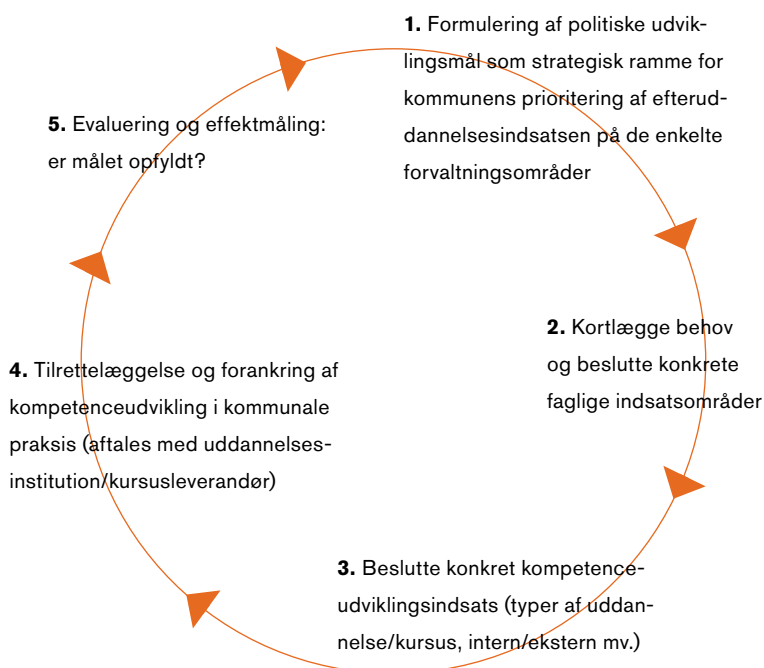 1. Formulering af politiske udvik-
lingsmål som strategisk ramme for
kommunens prioritering af efterud-
dannelsesindsatsen på de enkelte
forvaltningsområder
2. Kortlægge behov
og beslutte konkrete
faglige indsatsområder
3. Beslutte konkret kompetence-
udviklingsindsats (typer af uddan-
nelse/kursus, intern/ekstern mv.)
4. Tilrettelæggelse og forankring af
kompetenceudvikling i kommunale
praksis (aftales med uddannelses-
institution/kursusleverandør)
5. Evaluering og effektmåling:
er målet opfyldt?